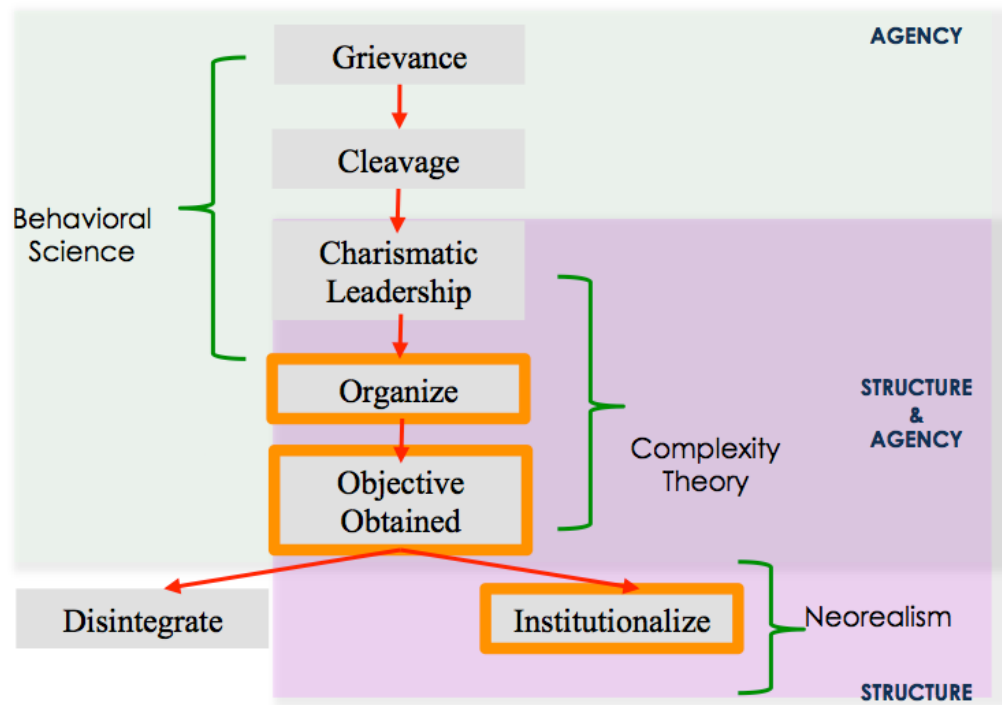 AGENCY
Grievance
Cleavage
Behavioral
Science
Charismatic
Leadership
Organize
STRUCTURE
&
AGENCY
Complexity
Theory
Objective
Obtained
Disintegrate
Institutionalize
Neorealism
STRUCTURE